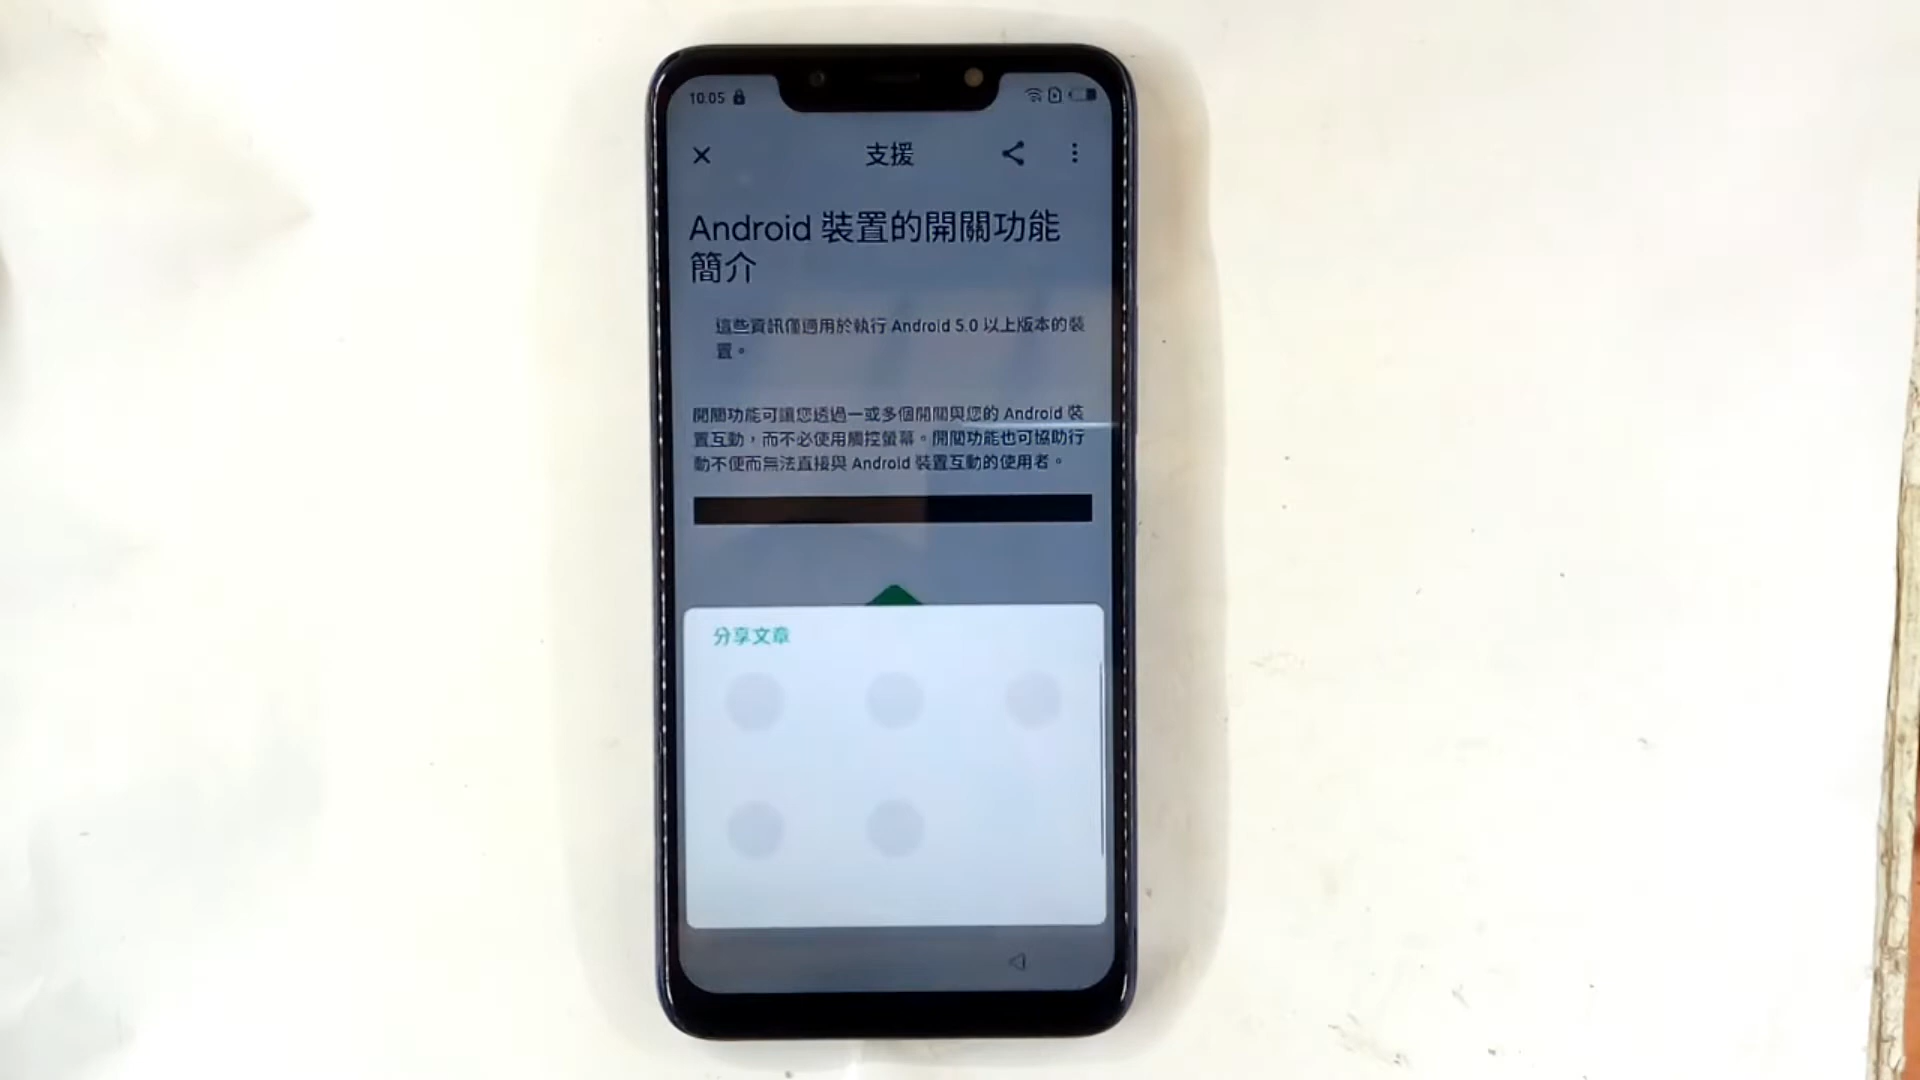 10:05
支援
Android 裝置的開關功能
簡介
這些資訊僅適用於執行 Android 5.0 以上版本的裝
置。
開關功能可讓您透過一或多個開關與您的 Android 裝
置互動，而不必使用觸控螢幕。開關功能也可協助行
動不便而無法直接與 Android 裝置互動的使用者。
分享文章